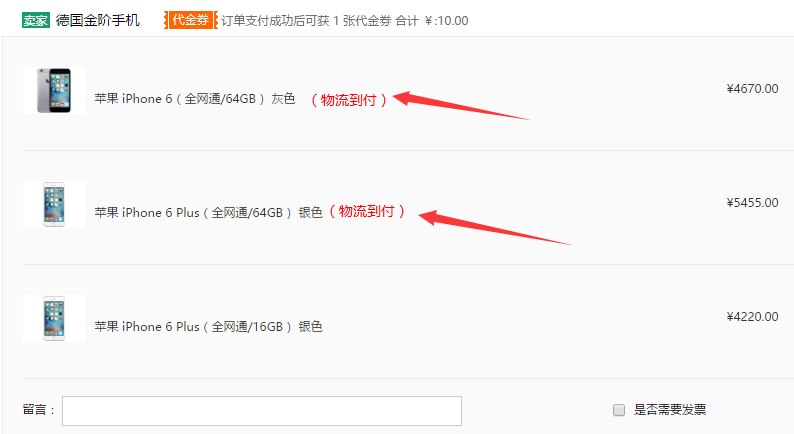 卖家 德国金阶手机 代金券 订单支付成功后可获 1 张代金券 合计 ¥ :10.00
苹果 iPhone 6（全网通/64GB） 灰色 （物流到付） ¥4670.00
苹果 iPhone 6 Plus（全网通/64GB） 银色（物流到付） ¥5455.00
苹果 iPhone 6 Plus（全网通/16GB） 银色 ¥4220.00
留言： 是否需要发票